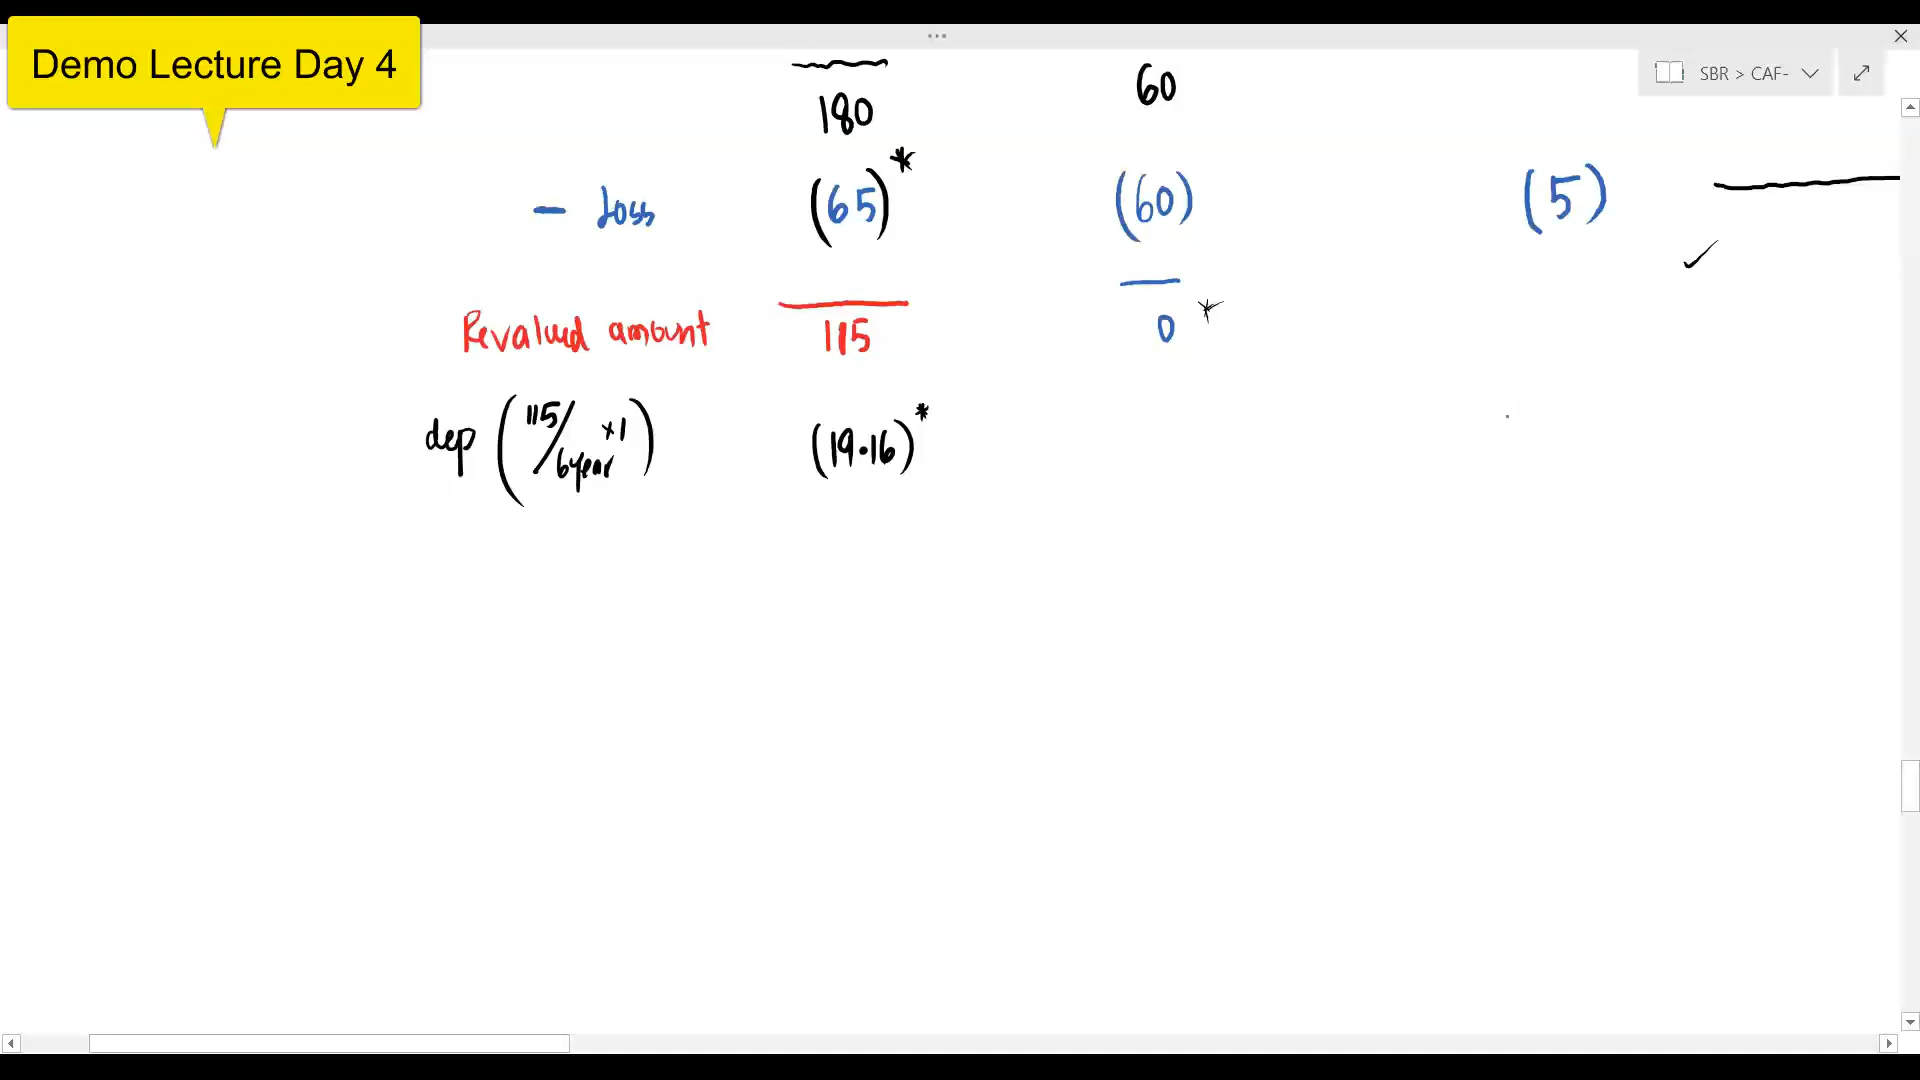 Demo Lecture Day 4
SBR > CAF-
180 60
- Loss (65)* (60) (5)
Revalued amount 115 0 *
dep (115/6year ×1) (19.16)*